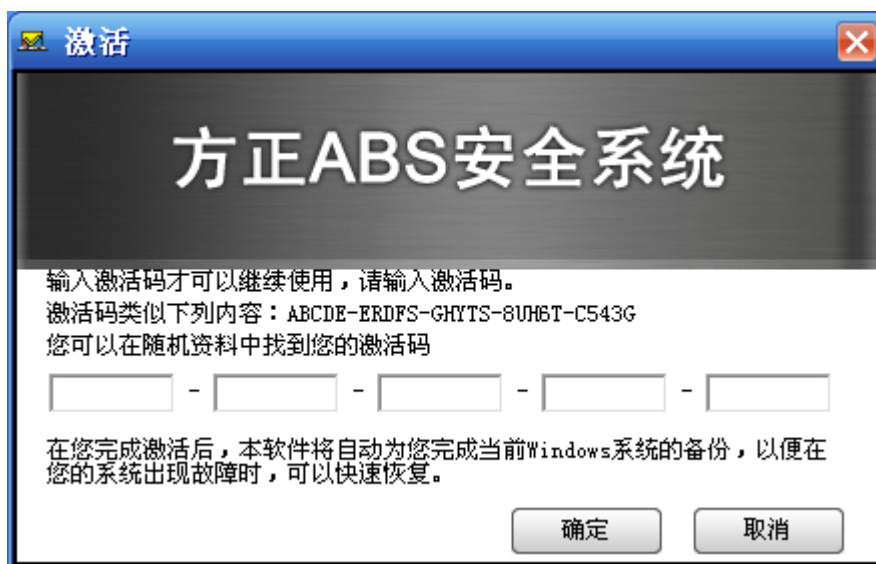 激活
方正ABS安全系统
输入激活码才可以继续使用，请输入激活码。
激活码类似下列内容：ABCDE-ERDFS-GHYTS-8UH6T-C543G
您可以在随机资料中找到您的激活码
- - - -
在您完成激活后，本软件将自动为您完成当前Windows系统的备份，以便在
您的系统出现故障时，可以快速恢复。
确定 取消